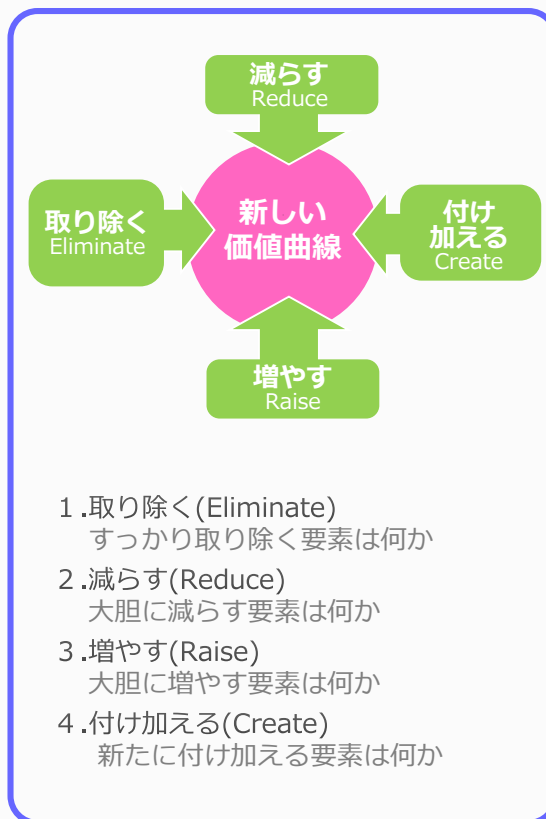 減らす
Reduce
取り除く
Eliminate
新しい
価値曲線
付け
加える
Create
増やす
Raise
１.取り除く(Eliminate)
すっかり取り除く要素は何か
２.減らす(Reduce)
大胆に減らす要素は何か
３.増やす(Raise)
大胆に増やす要素は何か
４.付け加える(Create)
新たに付け加える要素は何か